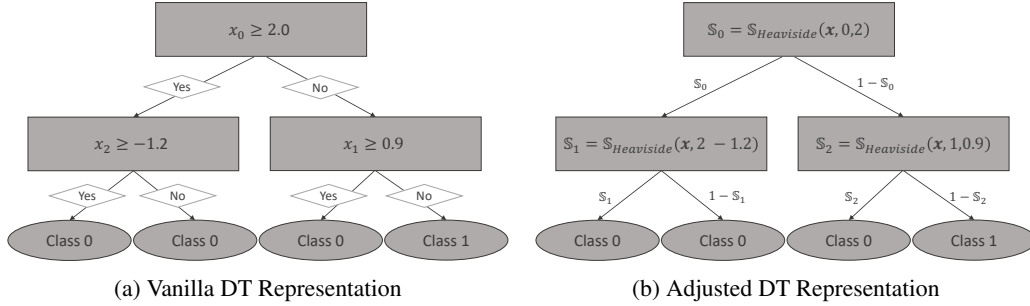 x₀ ≥ 2.0
Yes
No
x₂ ≥ −1.2
x₁ ≥ 0.9
Yes
No
Yes
No
Class 0
Class 0
Class 0
Class 1
(a) Vanilla DT Representation
𝕊₀ = 𝕊_Heaviside(𝒙, 0,2)
𝕊₀
1 − 𝕊₀
𝕊₁ = 𝕊_Heaviside(𝒙, 2 − 1.2)
𝕊₂ = 𝕊_Heaviside(𝒙, 1,0.9)
𝕊₁
1 − 𝕊₁
𝕊₂
1 − 𝕊₂
Class 0
Class 0
Class 0
Class 1
(b) Adjusted DT Representation